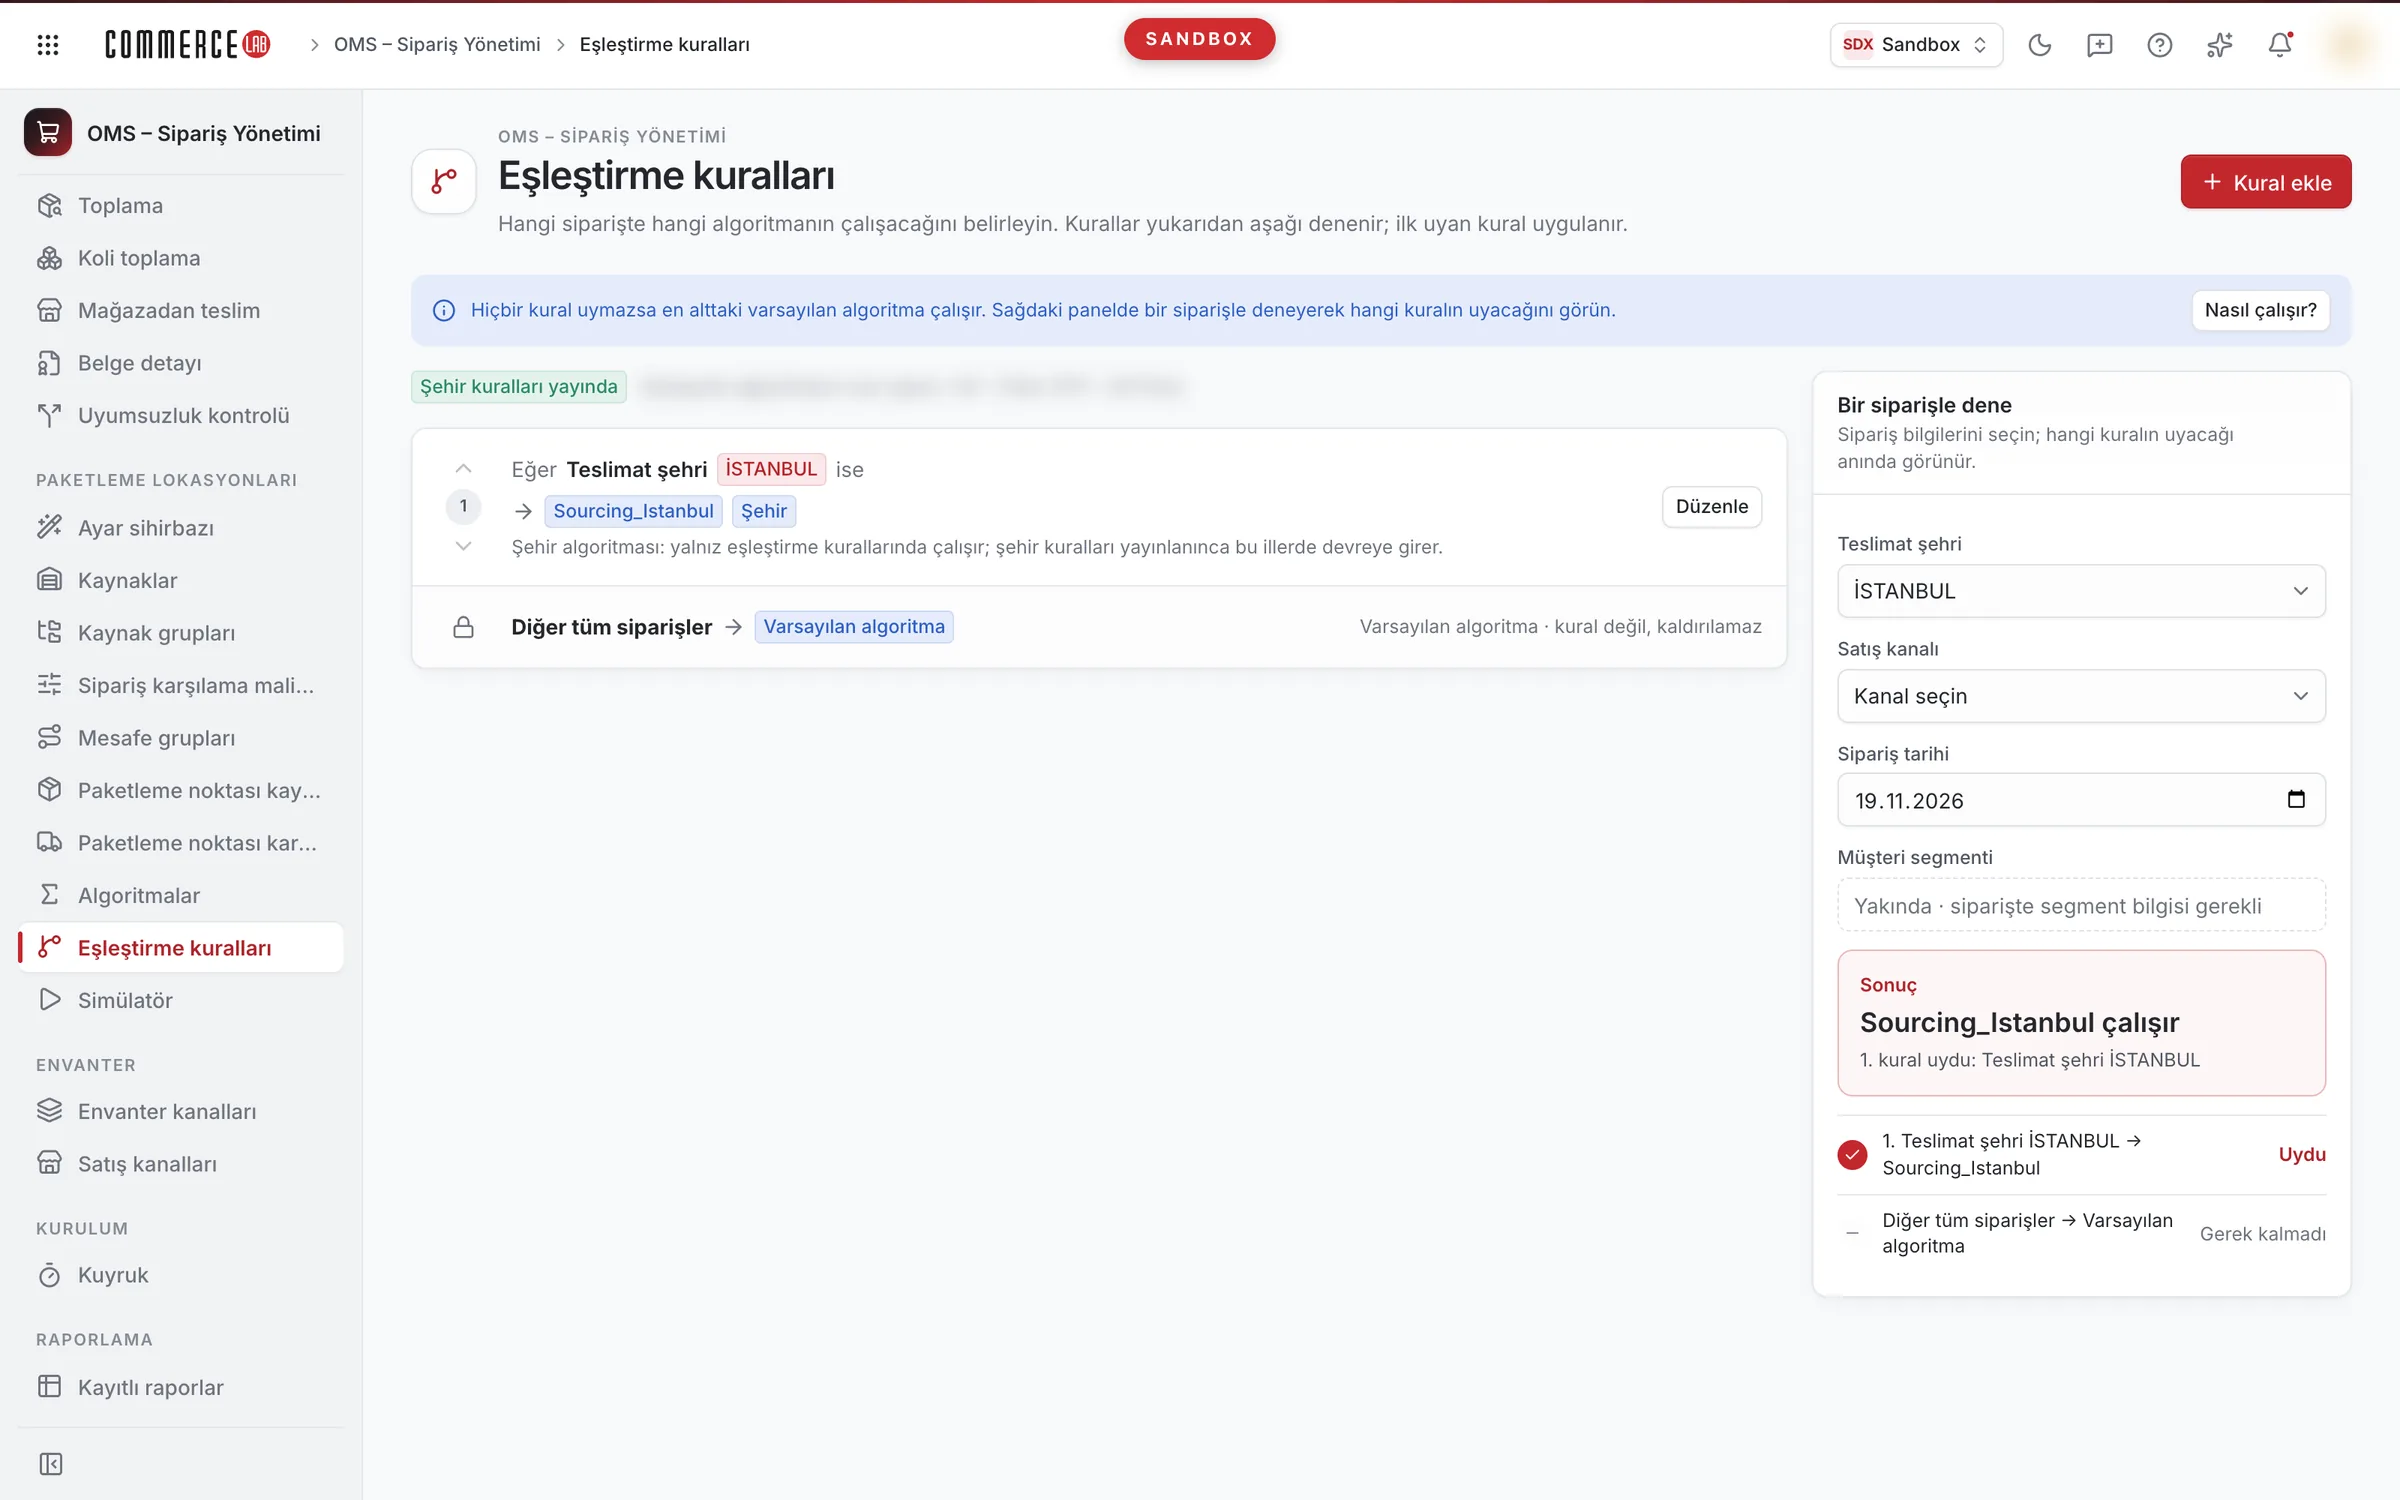 COMMERCE LAB
OMS – Sipariş Yönetimi
Eşleştirme kuralları
SANDBOX
SDX Sandbox
OMS – Sipariş Yönetimi
Toplama
Koli toplama
Mağazadan teslim
Belge detayı
Uyumsuzluk kontrolü
PAKETLEME LOKASYONLARI
Ayar sihirbazı
Kaynaklar
Kaynak grupları
Sipariş karşılama mali...
Mesafe grupları
Paketleme noktası kay...
Paketleme noktası kar...
Algoritmalar
Eşleştirme kuralları
Simülatör
ENVANTER
Envanter kanalları
Satış kanalları
KURULUM
Kuyruk
RAPORLAMA
Kayıtlı raporlar
OMS – SİPARİŞ YÖNETİMİ
Eşleştirme kuralları
Hangi siparişte hangi algoritmanın çalışacağını belirleyin. Kurallar yukarıdan aşağı denenir; ilk uyan kural uygulanır.
+ Kural ekle
Hiçbir kural uymazsa en alttaki varsayılan algoritma çalışır. Sağdaki panelde bir siparişle deneyerek hangi kuralın uyacağını görün.
Nasıl çalışır?
Şehir kuralları yayında
1
Eğer Teslimat şehri İSTANBUL ise
→ Sourcing_Istanbul Şehir
Şehir algoritması: yalnız eşleştirme kurallarında çalışır; şehir kuralları yayınlanınca bu illerde devreye girer.
Düzenle
Diğer tüm siparişler → Varsayılan algoritma
Varsayılan algoritma · kural değil, kaldırılamaz
Bir siparişle dene
Sipariş bilgilerini seçin; hangi kuralın uyacağı
anında görünür.
Teslimat şehri
İSTANBUL
Satış kanalı
Kanal seçin
Sipariş tarihi
19.11.2026
Müşteri segmenti
Yakında · siparişte segment bilgisi gerekli
Sonuç
Sourcing_Istanbul çalışır
1. kural uydu: Teslimat şehri İSTANBUL
1. Teslimat şehri İSTANBUL →
Sourcing_Istanbul
Uydu
Diğer tüm siparişler → Varsayılan
algoritma
Gerek kalmadı